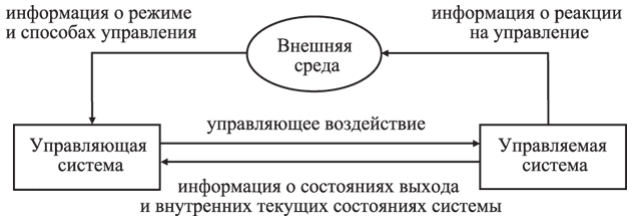 информация о режиме
и способах управления
информация о реакции
на управление
Внешняя
среда
управляющее воздействие
Управляющая
система
Управляемая
система
информация о состояниях выхода
и внутренних текущих состояниях системы